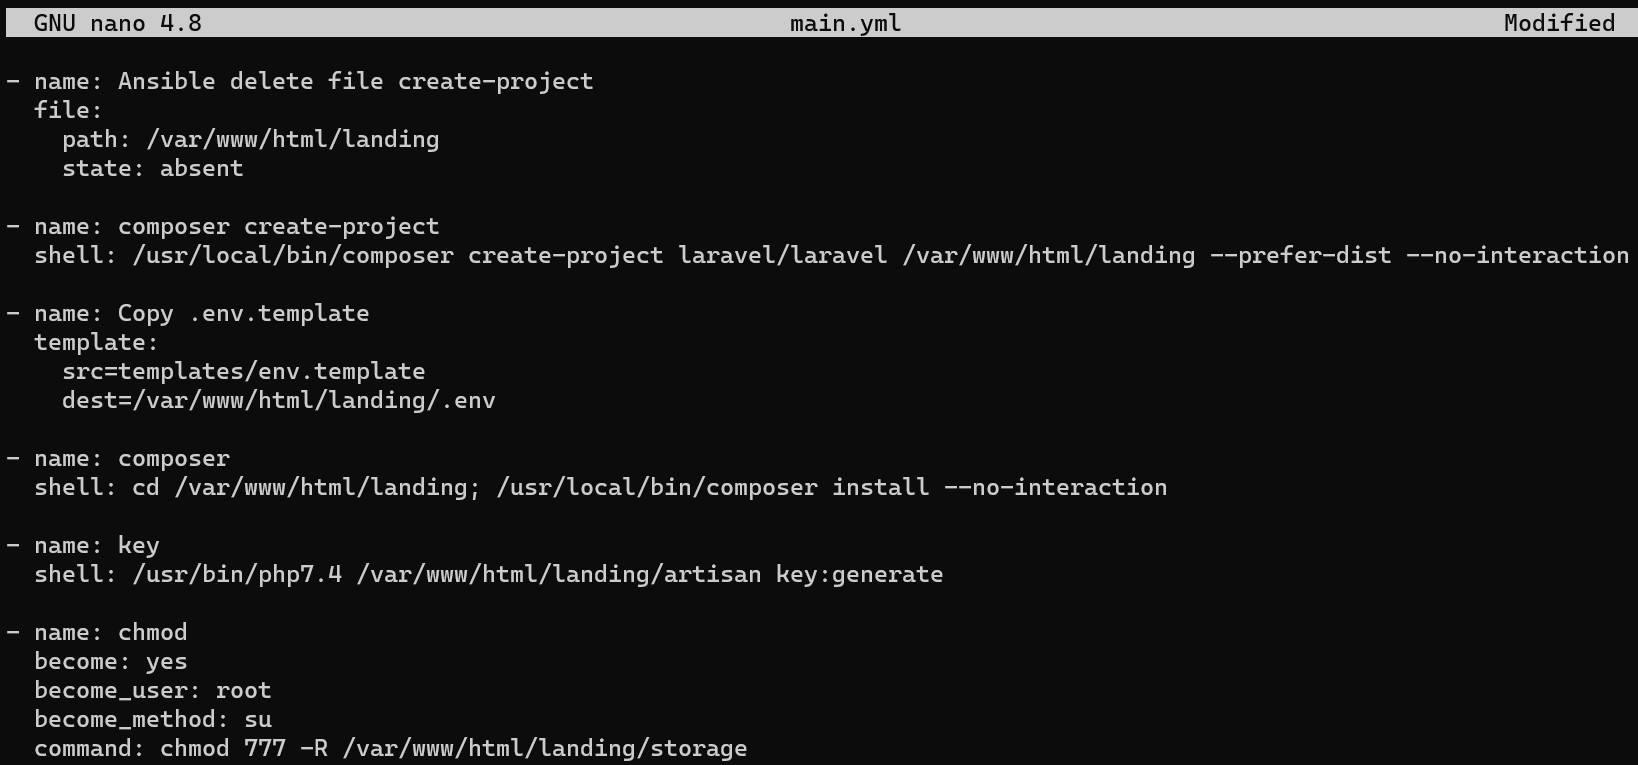 GNU nano 4.8 main.yml Modified
- name: Ansible delete file create-project
  file:
    path: /var/www/html/landing
    state: absent
- name: composer create-project
  shell: /usr/local/bin/composer create-project laravel/laravel /var/www/html/landing --prefer-dist --no-interaction
- name: Copy .env.template
  template:
    src=templates/env.template
    dest=/var/www/html/landing/.env
- name: composer
  shell: cd /var/www/html/landing; /usr/local/bin/composer install --no-interaction
- name: key
  shell: /usr/bin/php7.4 /var/www/html/landing/artisan key:generate
- name: chmod
  become: yes
  become_user: root
  become_method: su
  command: chmod 777 -R /var/www/html/landing/storage